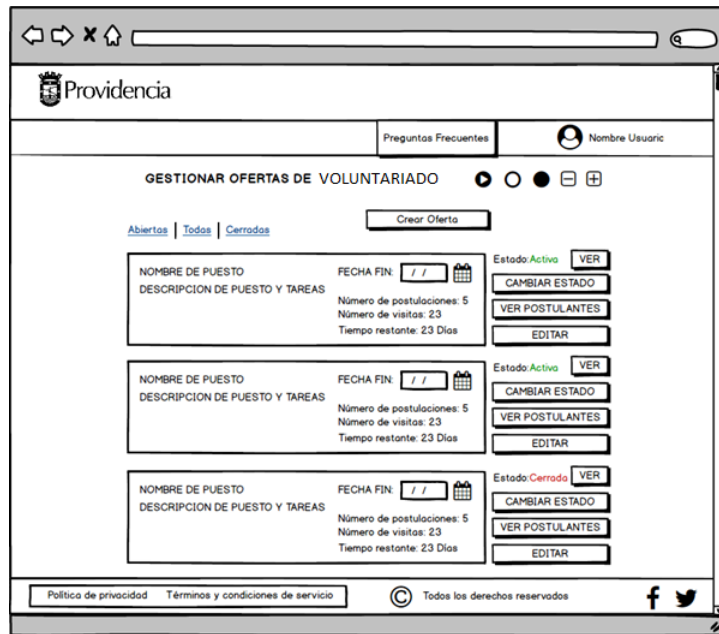 Providencia
Preguntas Frecuentes
Nombre Usuaric
GESTIONAR OFERTAS DE VOLUNTARIADO
Crear Oferta
Abiertas | Todas | Cerradas
NOMBRE DE PUESTO
DESCRIPCION DE PUESTO Y TAREAS
FECHA FIN: / /
Número de postulaciones: 5
Número de visitas: 23
Tiempo restante: 23 Días
Estado:Activa
VER
CAMBIAR ESTADO
VER POSTULANTES
EDITAR
NOMBRE DE PUESTO
DESCRIPCION DE PUESTO Y TAREAS
FECHA FIN: / /
Número de postulaciones: 5
Número de visitas: 23
Tiempo restante: 23 Días
Estado:Activa
VER
CAMBIAR ESTADO
VER POSTULANTES
EDITAR
NOMBRE DE PUESTO
DESCRIPCION DE PUESTO Y TAREAS
FECHA FIN: / /
Número de postulaciones: 5
Número de visitas: 23
Tiempo restante: 23 Días
Estado:Cerrada
VER
CAMBIAR ESTADO
VER POSTULANTES
EDITAR
Política de privacidad Términos y condiciones de servicio
© Todos los derechos reservados